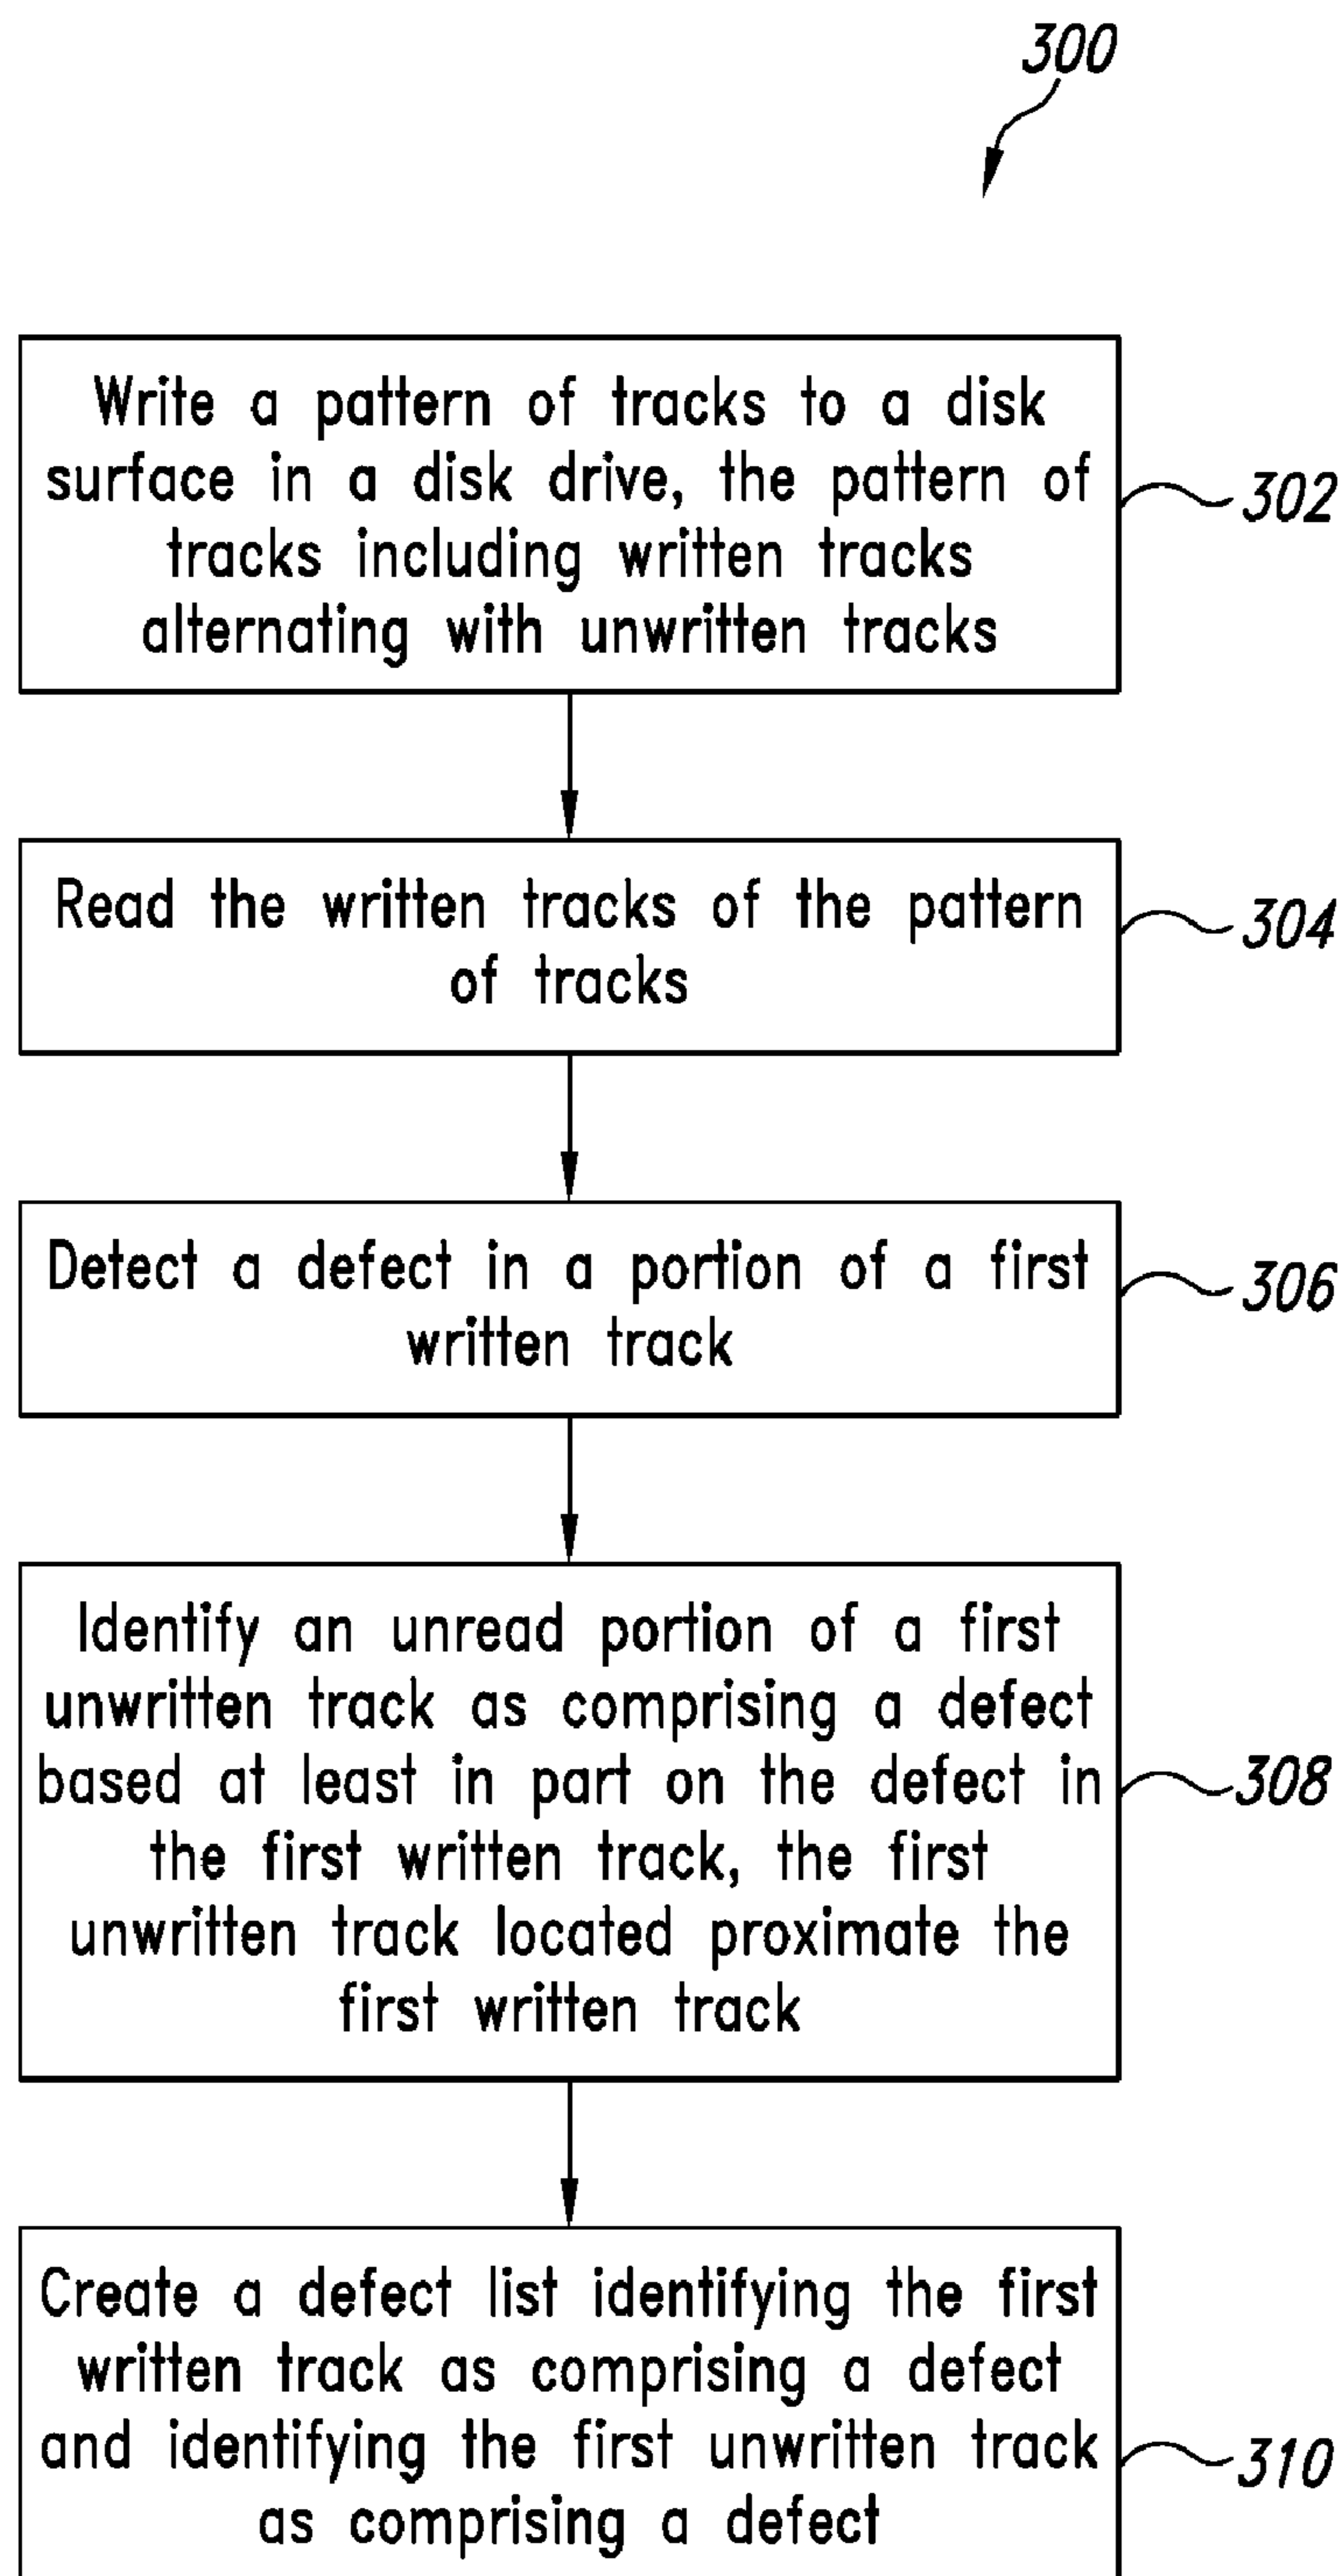 300
Write a pattern of tracks to a disk
surface in a disk drive, the pattern of
tracks including written tracks
alternating with unwritten tracks
302
Read the written tracks of the pattern
of tracks
304
Detect a defect in a portion of a first
written track
306
Identify an unread portion of a first
unwritten track as comprising a defect
based at least in part on the defect in
the first written track, the first
unwritten track located proximate the
first written track
308
Create a defect list identifying the first
written track as comprising a defect
and identifying the first unwritten track
as comprising a defect
310